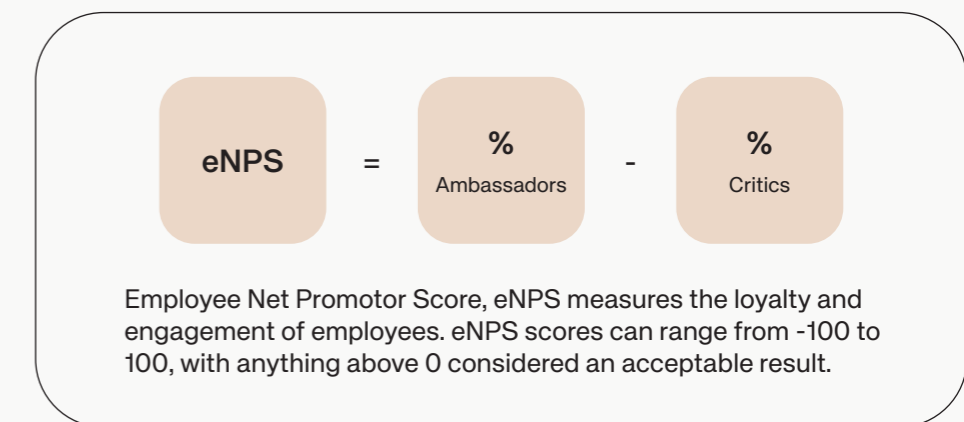 eNPS = % - %
Ambassadors Critics
Employee Net Promotor Score, eNPS measures the loyalty and
engagement of employees. eNPS scores can range from -100 to
100, with anything above 0 considered an acceptable result.